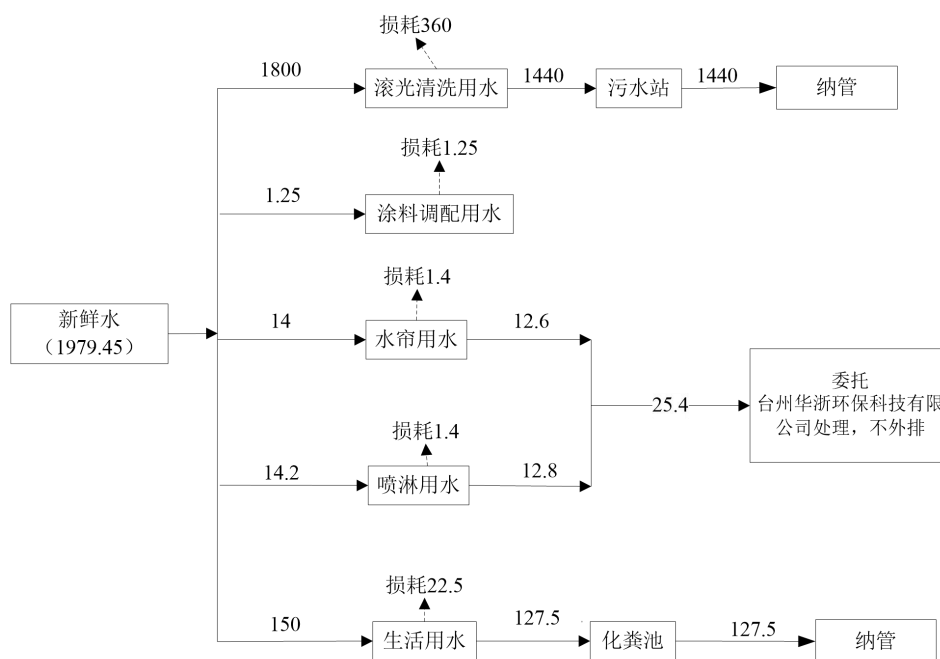 损耗360
1800
滚光清洗用水
1440
污水站
1440
纳管
损耗1.25
1.25
涂料调配用水
损耗1.4
新鲜水
（1979.45）
14
水帘用水
12.6
委托
台州华浙环保科技有限
公司处理，不外排
25.4
损耗1.4
14.2
喷淋用水
12.8
损耗22.5
150
生活用水
127.5
化粪池
127.5
纳管